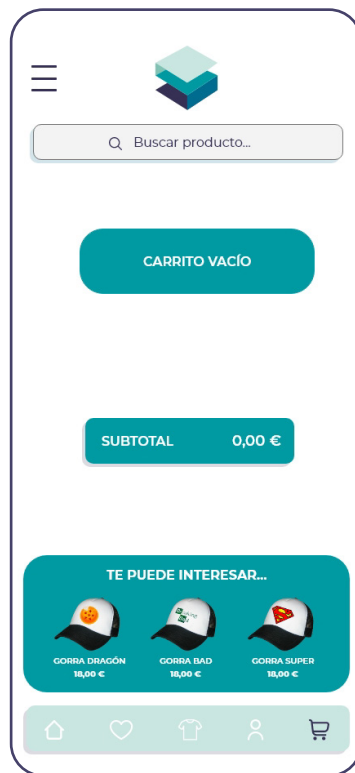 Buscar producto...
CARRITO VACÍO
SUBTOTAL 0,00 €
TE PUEDE INTERESAR...
GORRA DRAGÓN GORRA BAD GORRA SUPER
18,00 € 18,00 € 18,00 €